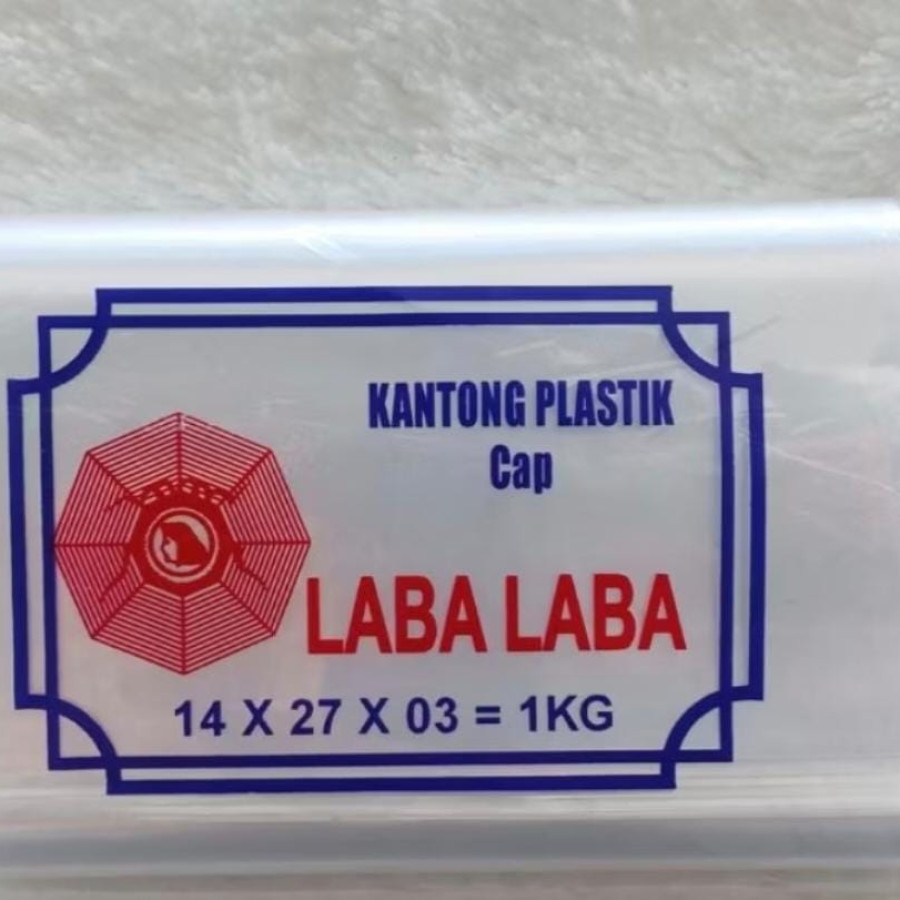 KANTONG PLASTIK
Cap
LABA LABA
14 X 27 X 03 = 1KG